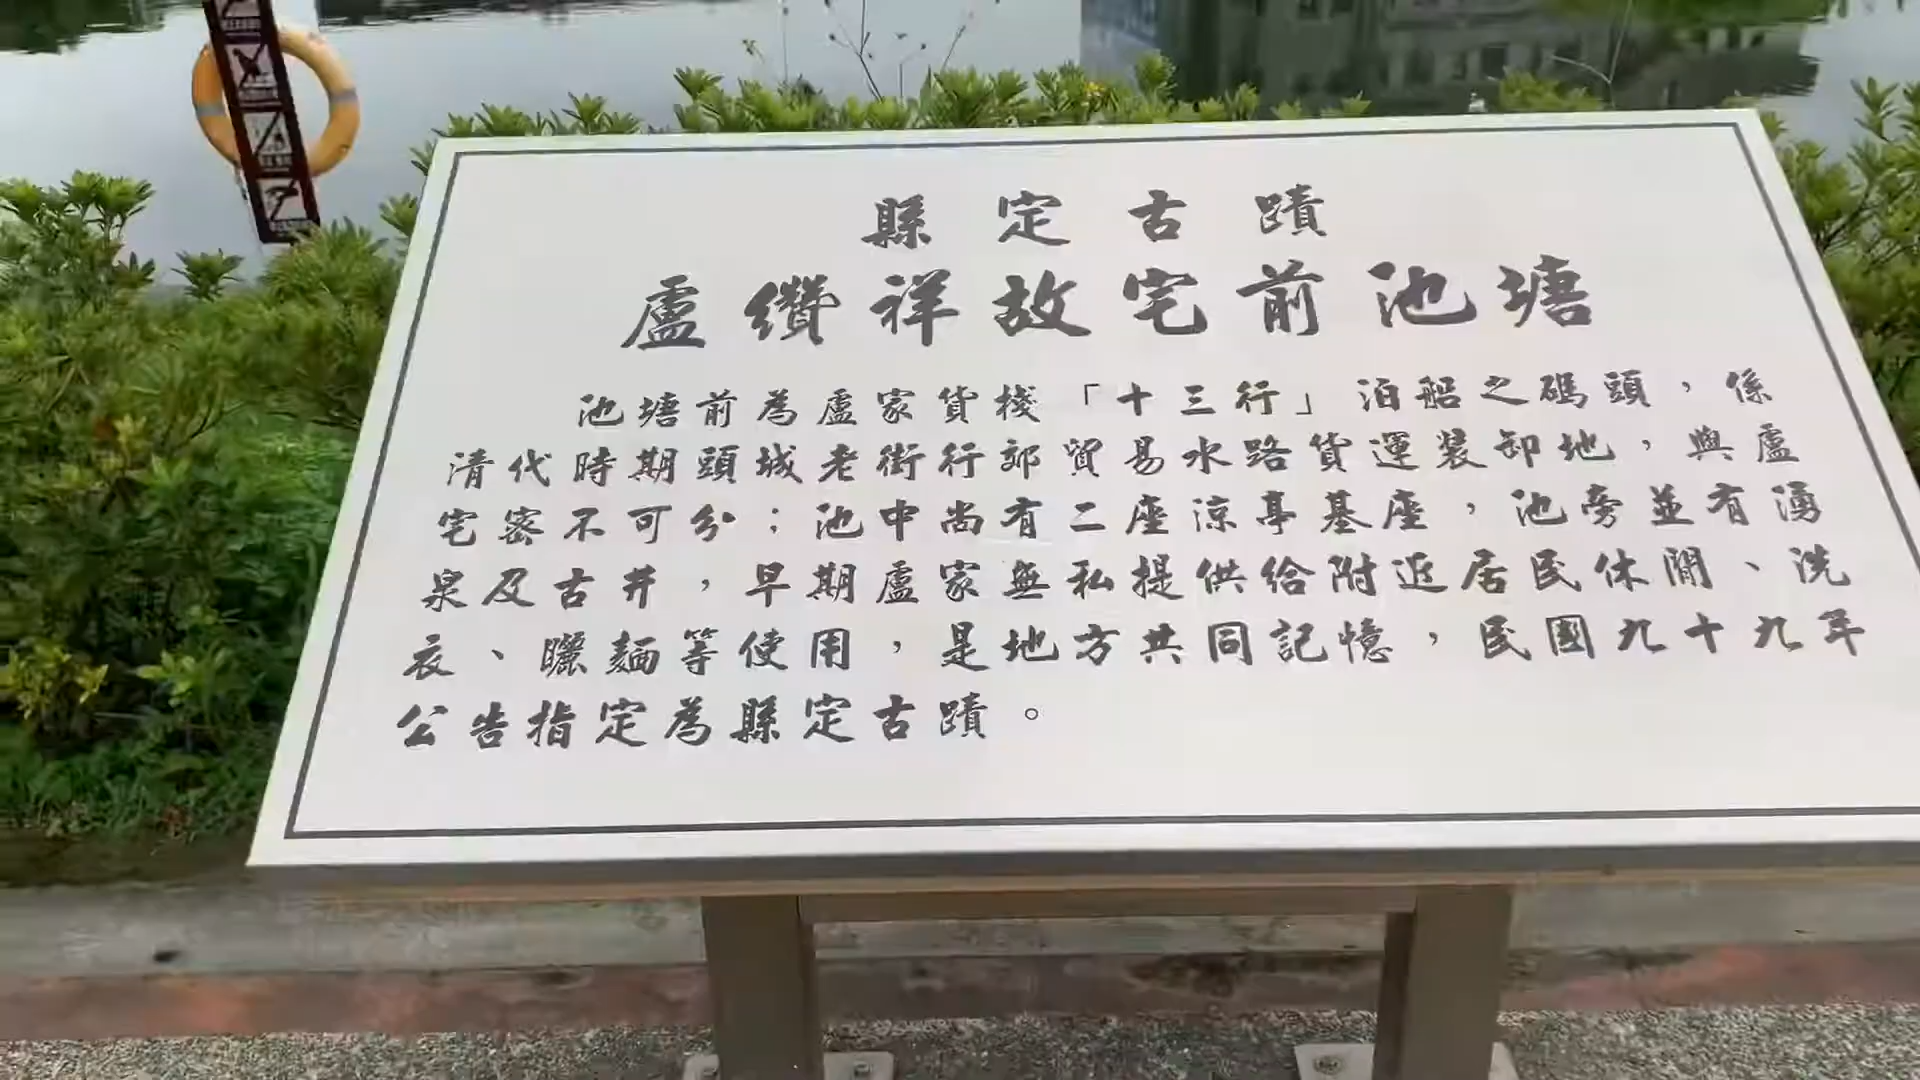 縣定古蹟
盧纘祥故宅前池塘
池塘前為盧家貨棧「十三行」泊船之碼頭，係
清代時期頭城老街行郊貿易水路貨運裝卸地，與盧
宅密不可分；池中尚有二座涼亭基座，池旁並有湧
泉及古井，早期盧家無私提供給附近居民休閒、洗
衣、曬麵等使用，是地方共同記憶，民國九十九年
公告指定為縣定古蹟。